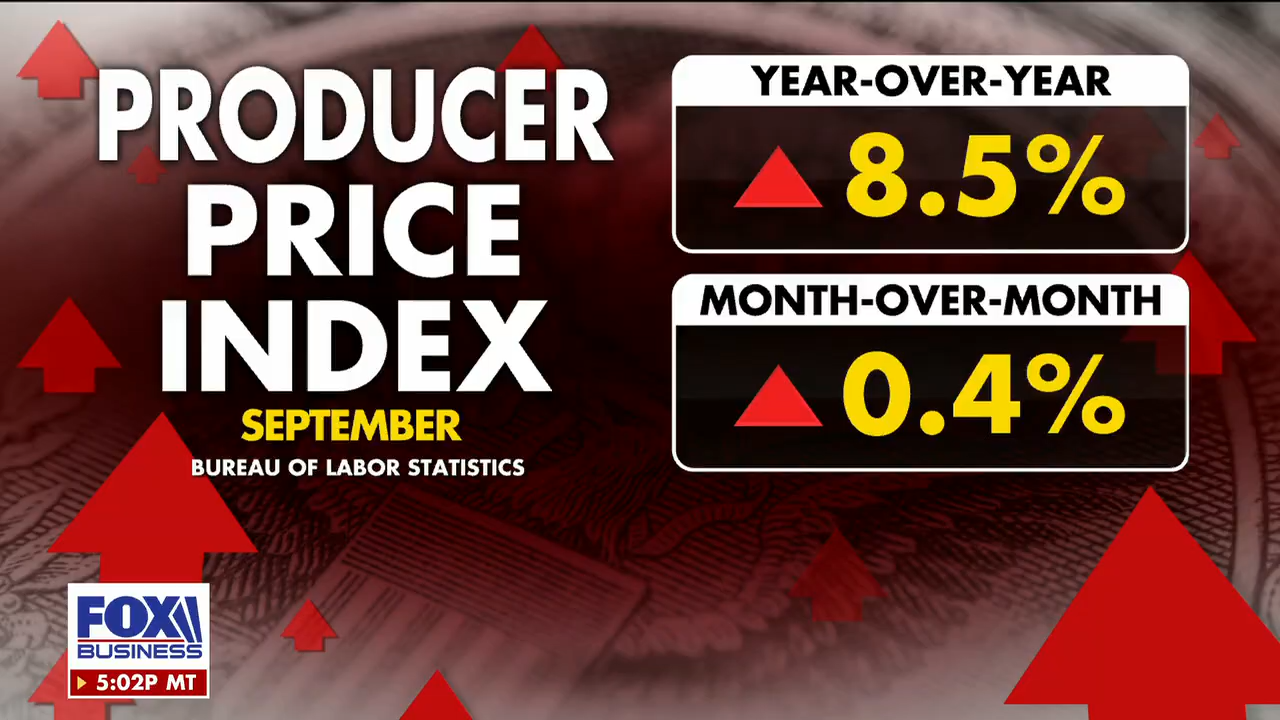 PRODUCER
PRICE
INDEX
SEPTEMBER
BUREAU OF LABOR STATISTICS
YEAR-OVER-YEAR
8.5%
MONTH-OVER-MONTH
0.4%
FOX
BUSINESS
5:02P MT